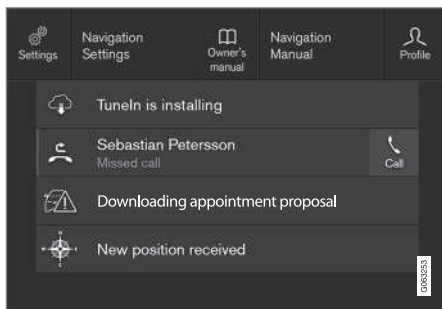 Settings
Navigation
Settings
Owner's
manual
Navigation
Manual
Profile
TuneIn is installing
Sebastian Petersson
Missed call
Call
Downloading appointment proposal
New position received
G063253